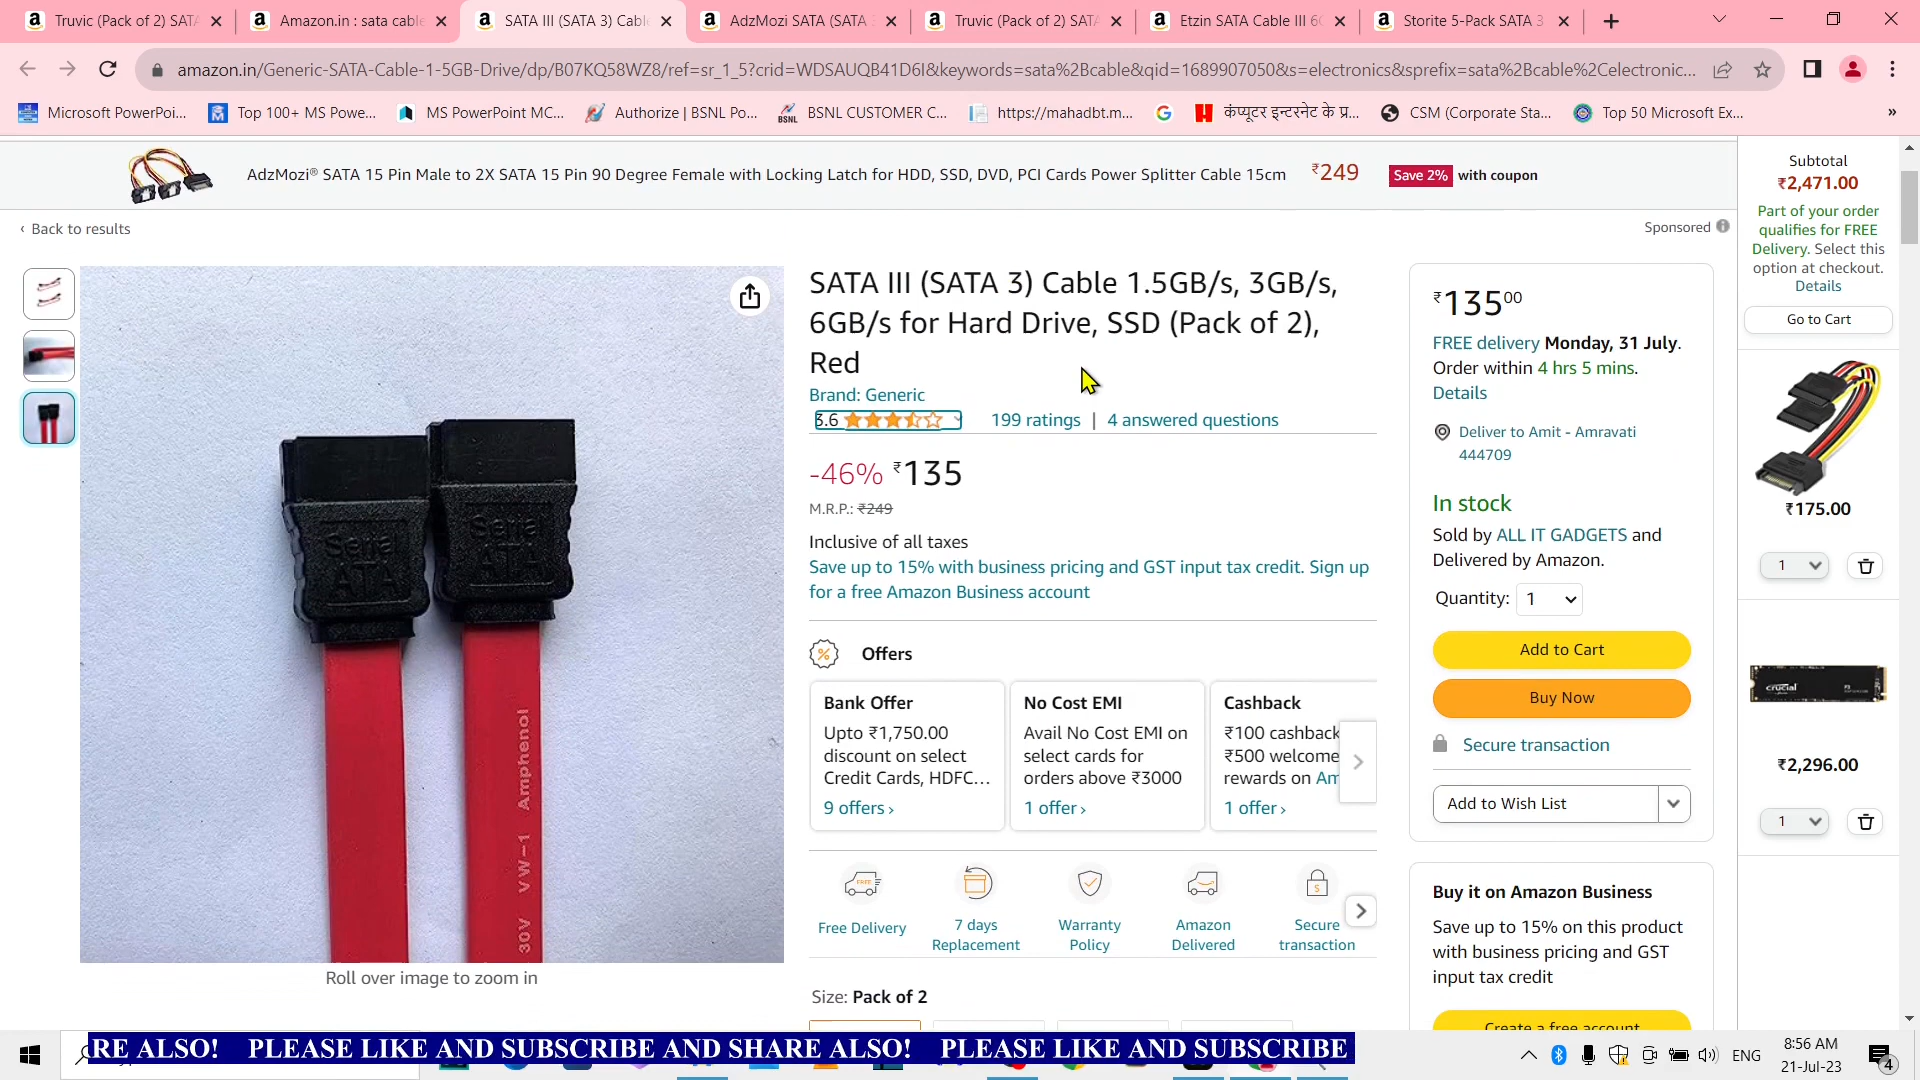 Truvic (Pack of 2) SATA
Amazon.in : sata cable
SATA III (SATA 3) Cable
AdzMozi SATA (SATA
Truvic (Pack of 2) SATA
Etzin SATA Cable III 6G
Storite 5-Pack SATA 3
amazon.in/Generic-SATA-Cable-1-5GB-Drive/dp/B07KQ58WZ8/ref=sr_1_5?crid=WDSAUQB41D6I&keywords=sata%2Bcable&qid=1689907050&s=electronics&sprefix=sata%2Bcable%2Celectronic...
Microsoft PowerPoi...
Top 100+ MS Powe...
MS PowerPoint MC...
Authorize | BSNL Po...
BSNL CUSTOMER C...
https://mahadbt.m...
कंप्यूटर इन्टरनेट के प्र...
CSM (Corporate Sta...
Top 50 Microsoft Ex...
»
AdzMozi® SATA 15 Pin Male to 2X SATA 15 Pin 90 Degree Female with Locking Latch for HDD, SSD, DVD, PCI Cards Power Splitter Cable 15cm
₹249
Save 2% with coupon
‹ Back to results
Sponsored
Serial
ATA
Serial
ATA
30V VW-1 Amphenol
Roll over image to zoom in
SATA III (SATA 3) Cable 1.5GB/s, 3GB/s,
6GB/s for Hard Drive, SSD (Pack of 2),
Red
Brand: Generic
3.6
199 ratings | 4 answered questions
-46% ₹135
M.R.P.: ₹249
Inclusive of all taxes
Save up to 15% with business pricing and GST input tax credit. Sign up
for a free Amazon Business account
Offers
Bank Offer
Upto ₹1,750.00
discount on select
Credit Cards, HDFC...
9 offers ›
No Cost EMI
Avail No Cost EMI on
select cards for
orders above ₹3000
1 offer ›
Cashback
₹100 cashback
₹500 welcome
rewards on Am
1 offer ›
FREE
Free Delivery
7 days
Replacement
Warranty
Policy
Amazon
Delivered
Secure
transaction
Size: Pack of 2
₹135.00
FREE delivery Monday, 31 July.
Order within 4 hrs 5 mins.
Details
Deliver to Amit - Amravati
444709
In stock
Sold by ALL IT GADGETS and
Delivered by Amazon.
Quantity: 1
Add to Cart
Buy Now
Secure transaction
Add to Wish List
Buy it on Amazon Business
Save up to 15% on this product
with business pricing and GST
input tax credit
Create a free account
Subtotal
₹2,471.00
Part of your order
qualifies for FREE
Delivery. Select this
option at checkout.
Details
Go to Cart
₹175.00
1
crucial
₹2,296.00
1
RE ALSO! PLEASE LIKE AND SUBSCRIBE AND SHARE ALSO! PLEASE LIKE AND SUBSCRIBE
ENG
8:56 AM
21-Jul-23
4